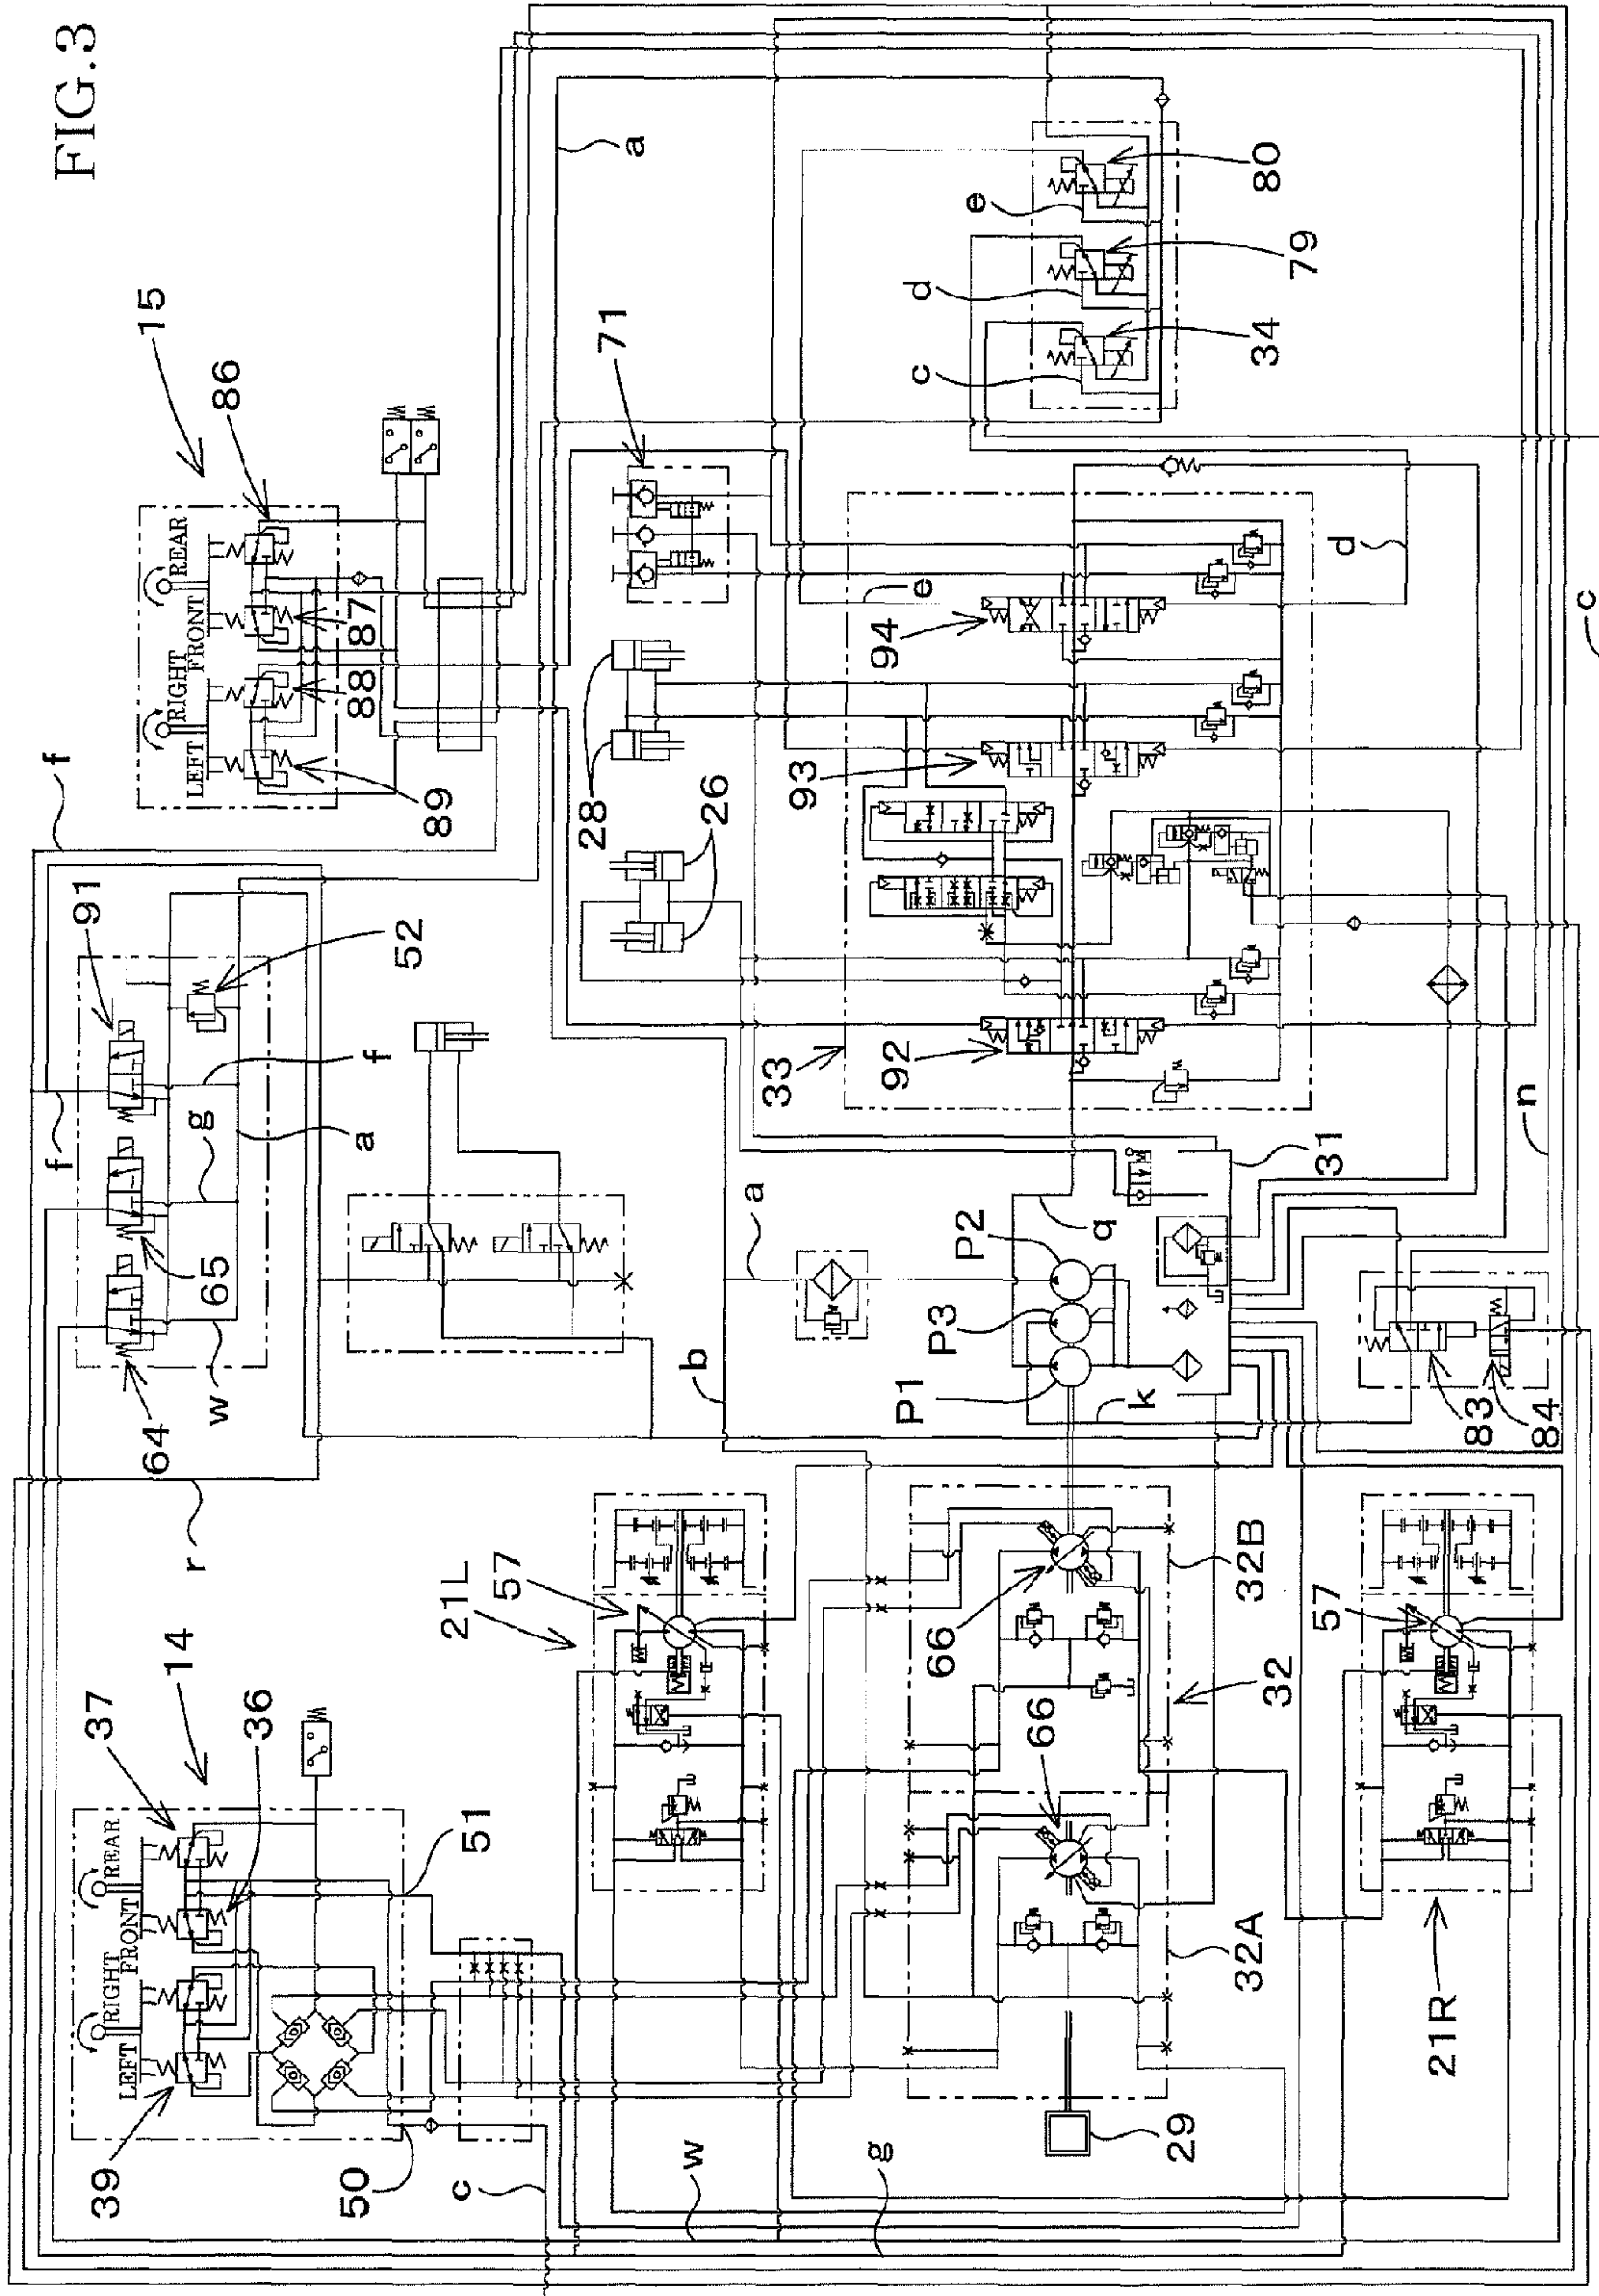 FIG.3
f
f
91
37
39
LEFT
RIGHT
FRONT
REAR
64
15
LEFT
RIGHT
FRONT
REAR
14
r
g
65
w
86
36
50
87
88
a
f
52
89
51
c
21L
57
28
26
71
a
w
b
a
33
93
92
94
e
g
P1
P3
P2
66
66
c
d
e
k
q
29
32A
32
32B
34
79
80
31
57
d
21R
83
84
n
c